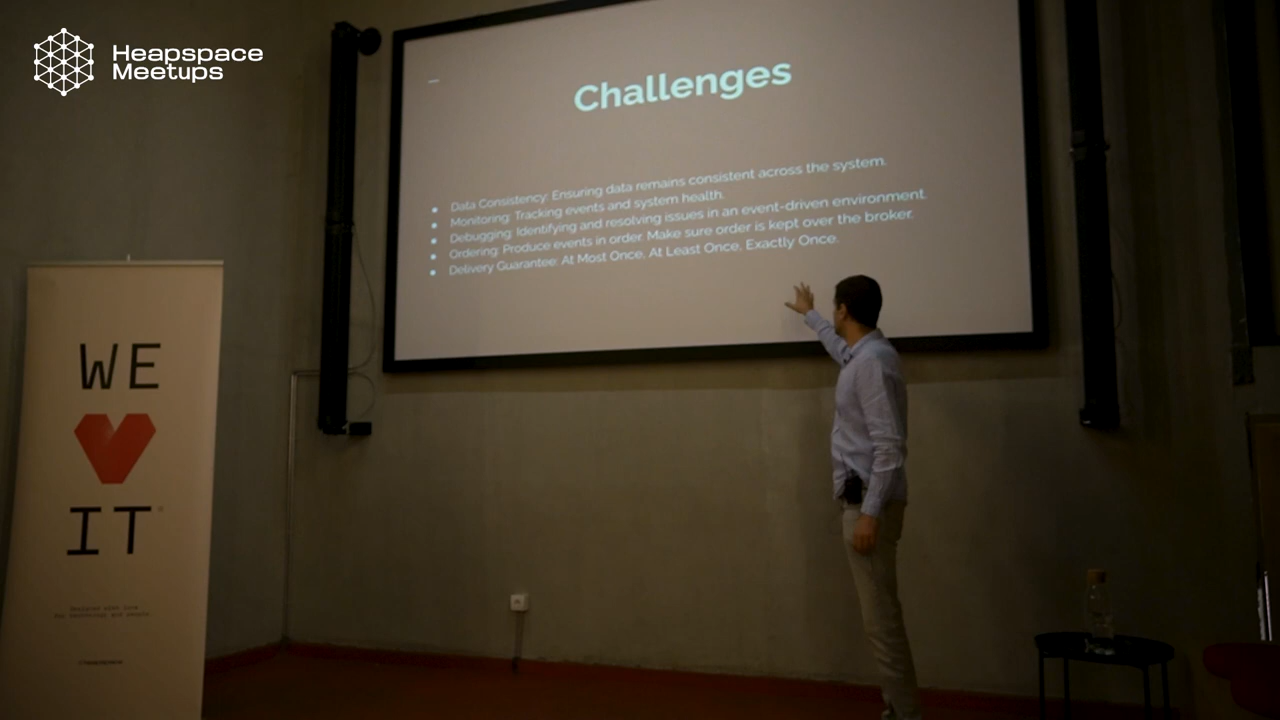 Heapspace
Meetups
Challenges
Data Consistency: Ensuring data remains consistent across the system.
Monitoring: Tracking events and system health.
Debugging: Identifying and resolving issues in an event-driven environment.
Ordering: Produce events in order. Make sure order is kept over the broker.
Delivery Guarantee: At Most Once, At Least Once, Exactly Once.
WE
IT